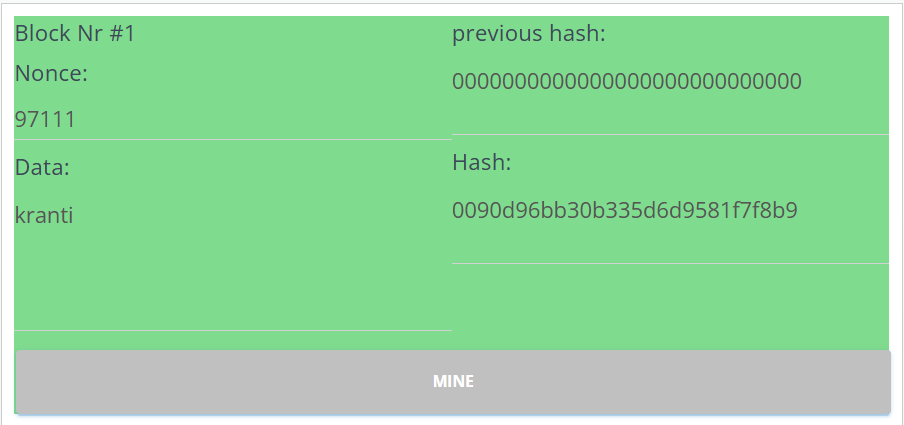 Block Nr #1
Nonce:
97111
Data:
kranti
previous hash:
0000000000000000000000000000
Hash:
0090d96bb30b335d6d9581f7f8b9
MINE